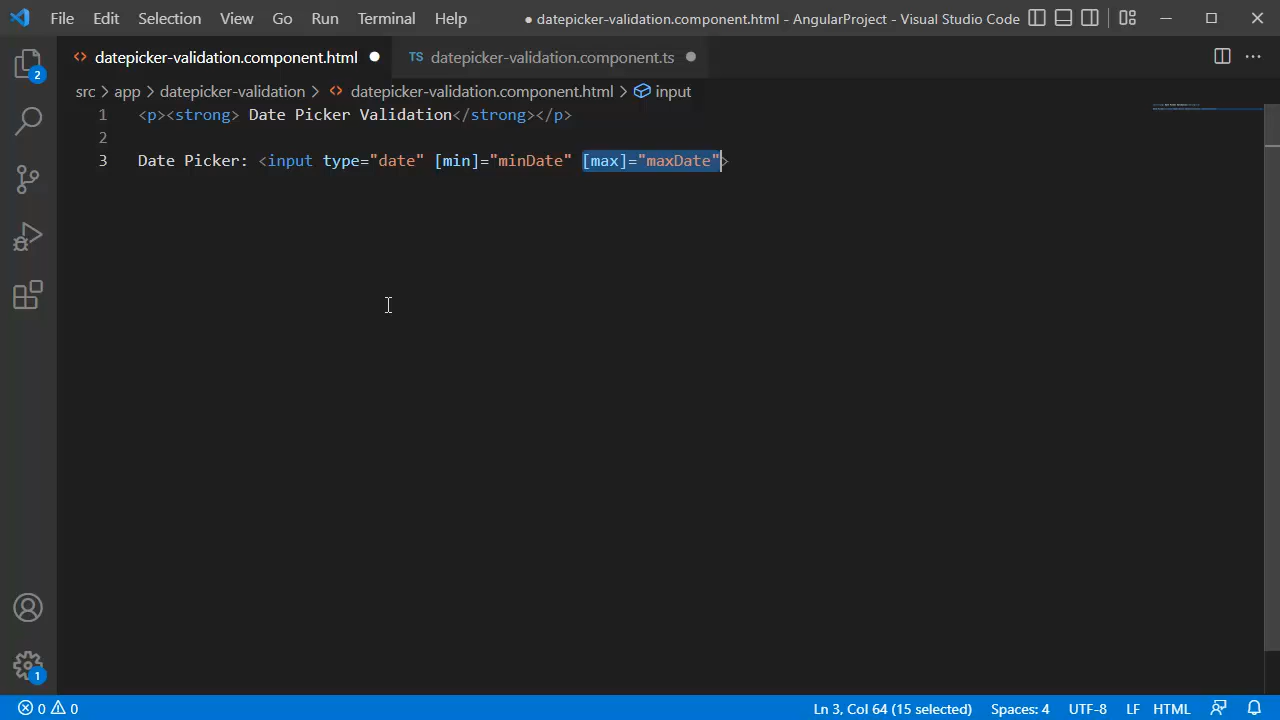 File Edit Selection View Go Run Terminal Help ● datepicker-validation.component.html - AngularProject - Visual Studio Code
datepicker-validation.component.html TS datepicker-validation.component.ts
2
src > app > datepicker-validation > datepicker-validation.component.html > input
1 <p><strong> Date Picker Validation</strong></p>
2
3 Date Picker: <input type="date" [min]="minDate" [max]="maxDate">
1
0 0 Ln 3, Col 64 (15 selected) Spaces: 4 UTF-8 LF HTML